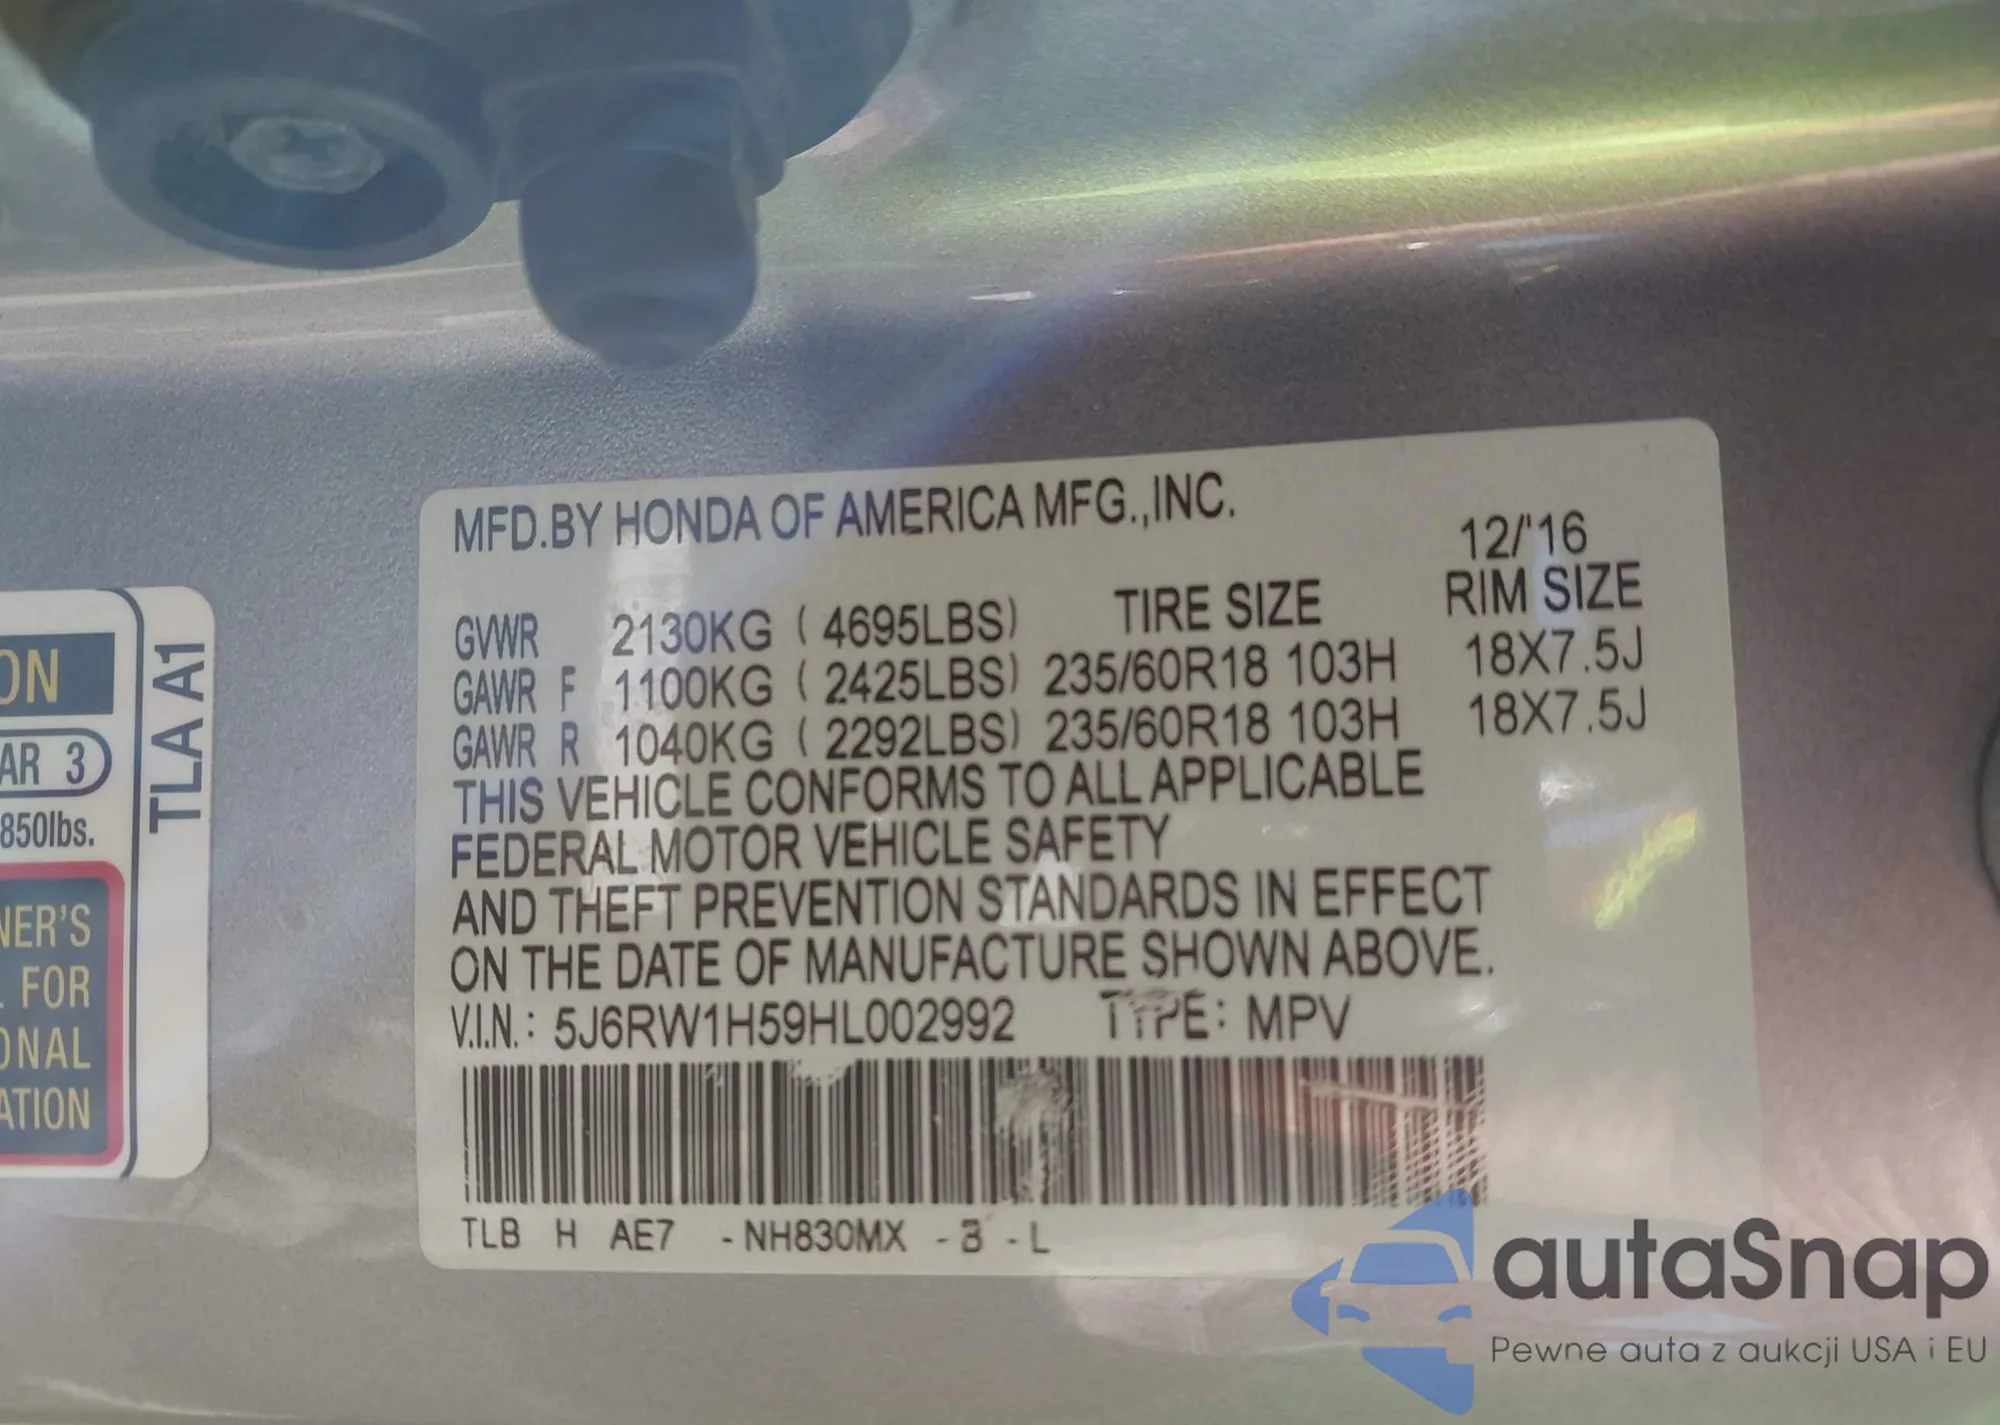 MFD.BY HONDA OF AMERICA MFG.,INC.
12/'16
TIRE SIZE RIM SIZE
GVWR 2130KG ( 4695LBS)
GAWR F 1100KG ( 2425LBS) 235/60R18 103H 18X7.5J
GAWR R 1040KG ( 2292LBS) 235/60R18 103H 18X7.5J
THIS VEHICLE CONFORMS TO ALL APPLICABLE
FEDERAL MOTOR VEHICLE SAFETY
AND THEFT PREVENTION STANDARDS IN EFFECT
ON THE DATE OF MANUFACTURE SHOWN ABOVE.
V.I.N.: 5J6RW1H59HL002992 TYPE: MPV
TLB H AE7 -NH830MX -3 -L
ON
AR 3
850lbs.
NER'S
FOR
ONAL
ATION
TLA A1
autaSnap
Pewne auta z aukcji USA i EU